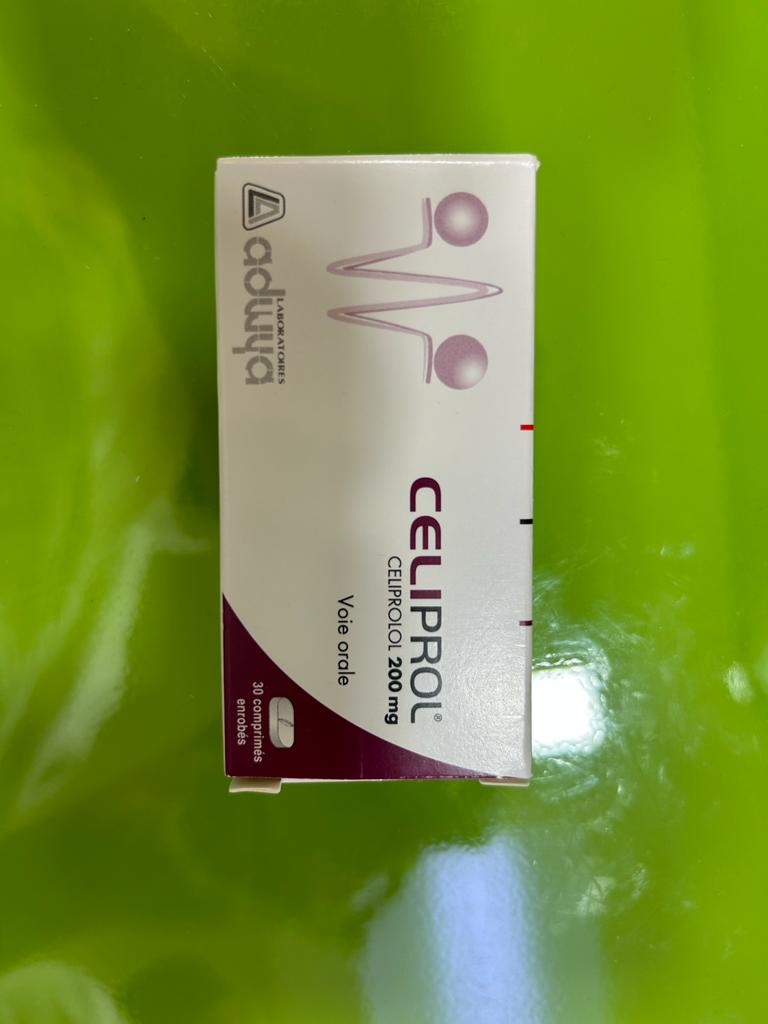 CELIPROL®
CELIPROLOL 200 mg
Voie orale
LABORATOIRES
adwya
30 comprimés
enrobés